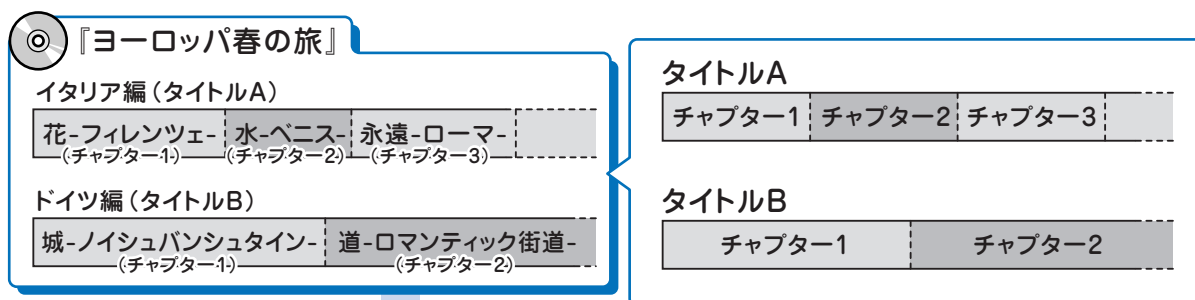 『ヨーロッパ春の旅』
イタリア編（タイトルA）
花-フィレンツェ- 水-ベニス- 永遠-ローマ-
（チャプター1） （チャプター2） （チャプター3）
ドイツ編（タイトルB）
城-ノイシュバンシュタイン- 道-ロマンティック街道-
（チャプター1） （チャプター2）
タイトルA
チャプター1 チャプター2 チャプター3
タイトルB
チャプター1 チャプター2